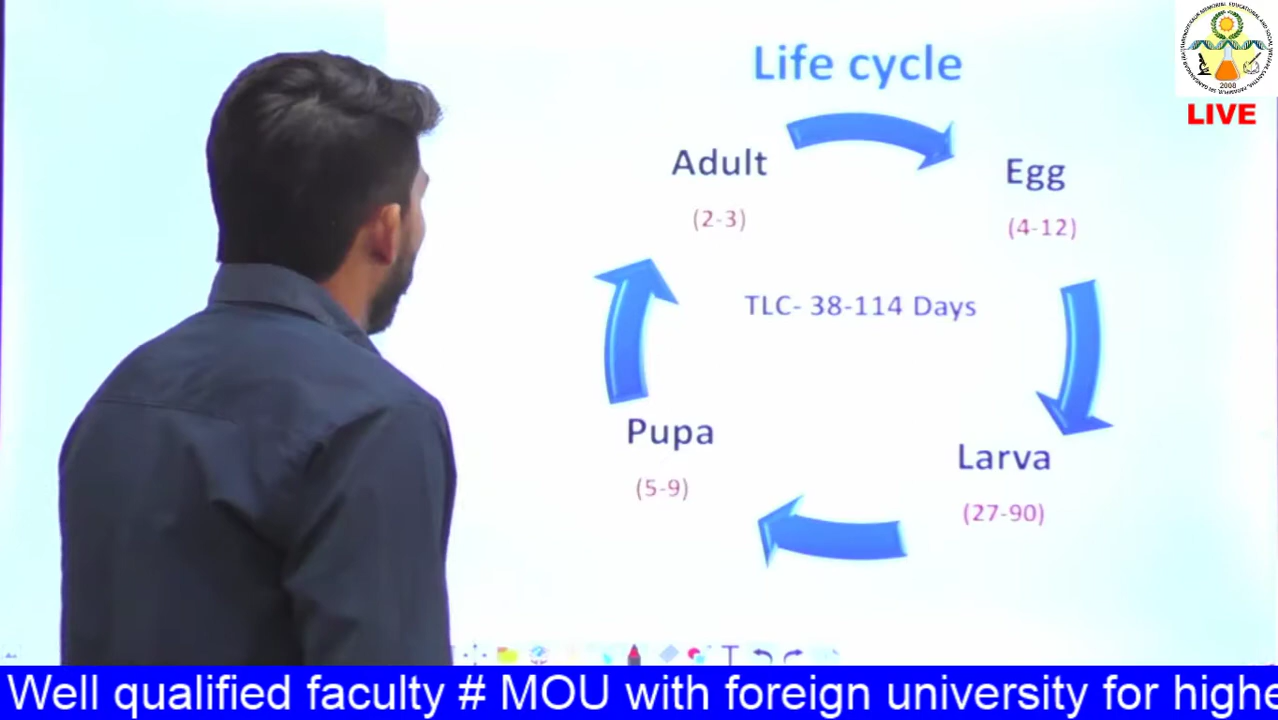 Life cycle
Adult
(2-3)
Egg
(4-12)
TLC- 38-114 Days
Pupa
(5-9)
Larva
(27-90)
2008
LIVE
Well qualified faculty # MOU with foreign university for highe